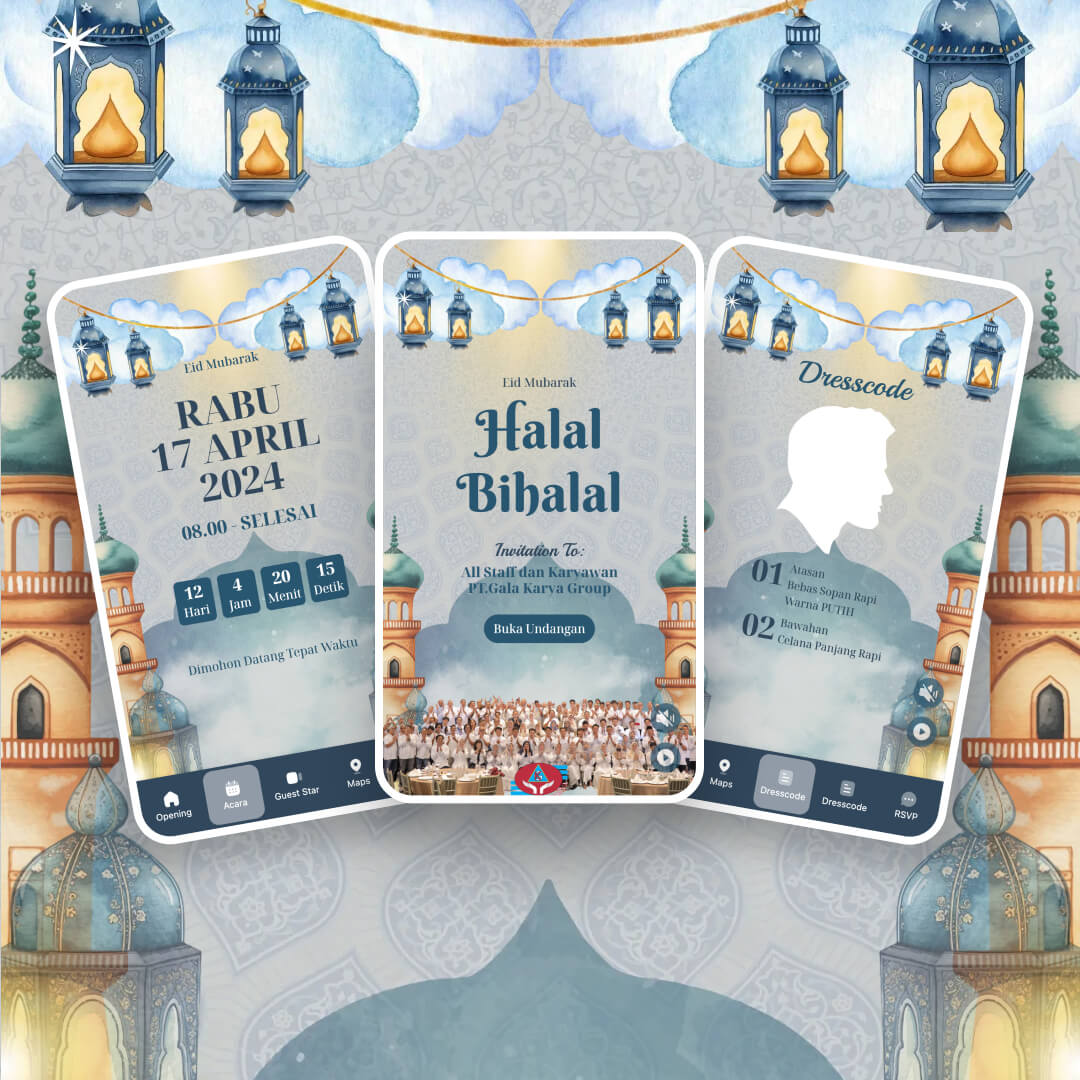 Eid Mubarak
RABU
17 APRIL
2024
08.00 - SELESAI
12
Hari
4
Jam
20
Menit
15
Detik
Dimohon Datang Tepat Waktu
Opening
Acara
Guest Star
Maps
Eid Mubarak
Halal
Bihalal
Invitation To:
All Staff dan Karyawan
PT.Gala Karya Group
Buka Undangan
Dresscode
01
Atasan
Bebas Sopan Rapi
Warna PUTIH
02
Bawahan
Celana Panjang Rapi
Maps
Dresscode
Dresscode
RSVP